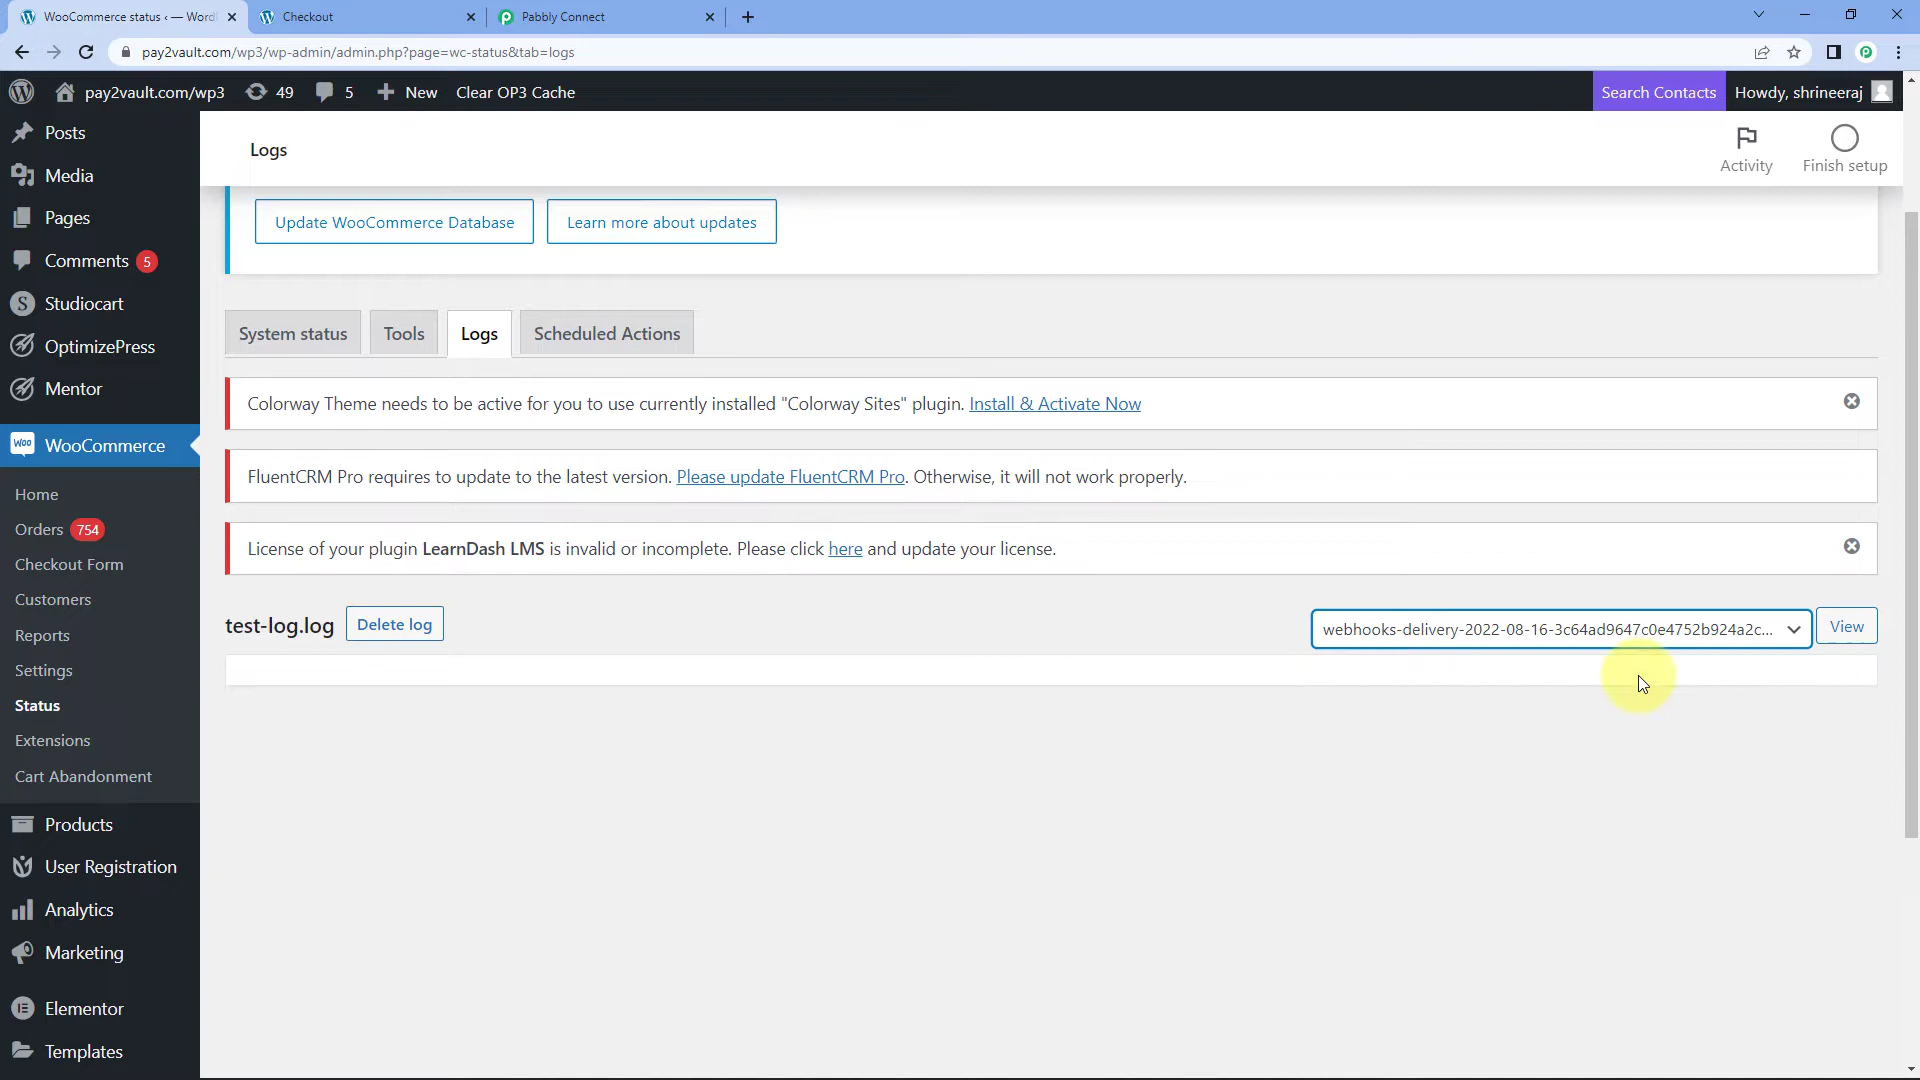 WooCommerce status ‹ — Word
Checkout
Pabbly Connect
pay2vault.com/wp3/wp-admin/admin.php?page=wc-status&tab=logs
pay2vault.com/wp3
49
5
New
Clear OP3 Cache
Search Contacts
Howdy, shrineeraj
Posts
Media
Pages
Comments 5
Studiocart
OptimizePress
Mentor
WooCommerce
Home
Orders 754
Checkout Form
Customers
Reports
Settings
Status
Extensions
Cart Abandonment
Products
User Registration
Analytics
Marketing
Elementor
Templates
Logs
Activity
Finish setup
Update WooCommerce Database
Learn more about updates
System status
Tools
Logs
Scheduled Actions
Colorway Theme needs to be active for you to use currently installed "Colorway Sites" plugin. Install & Activate Now
FluentCRM Pro requires to update to the latest version. Please update FluentCRM Pro. Otherwise, it will not work properly.
License of your plugin LearnDash LMS is invalid or incomplete. Please click here and update your license.
test-log.log
Delete log
webhooks-delivery-2022-08-16-3c64ad9647c0e4752b924a2c...
View